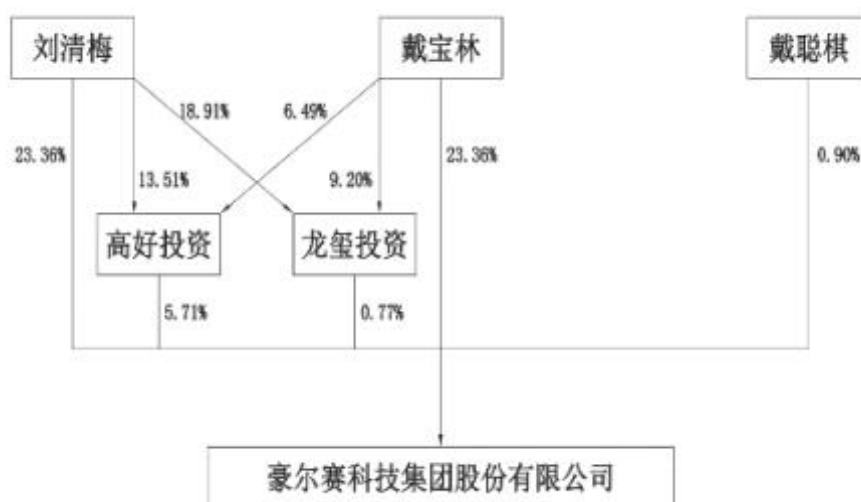 刘清梅
戴宝林
戴聪棋
18.91%
6.49%
23.36%
13.51%
9.20%
23.36%
0.90%
高好投资
龙玺投资
5.71%
0.77%
豪尔赛科技集团股份有限公司